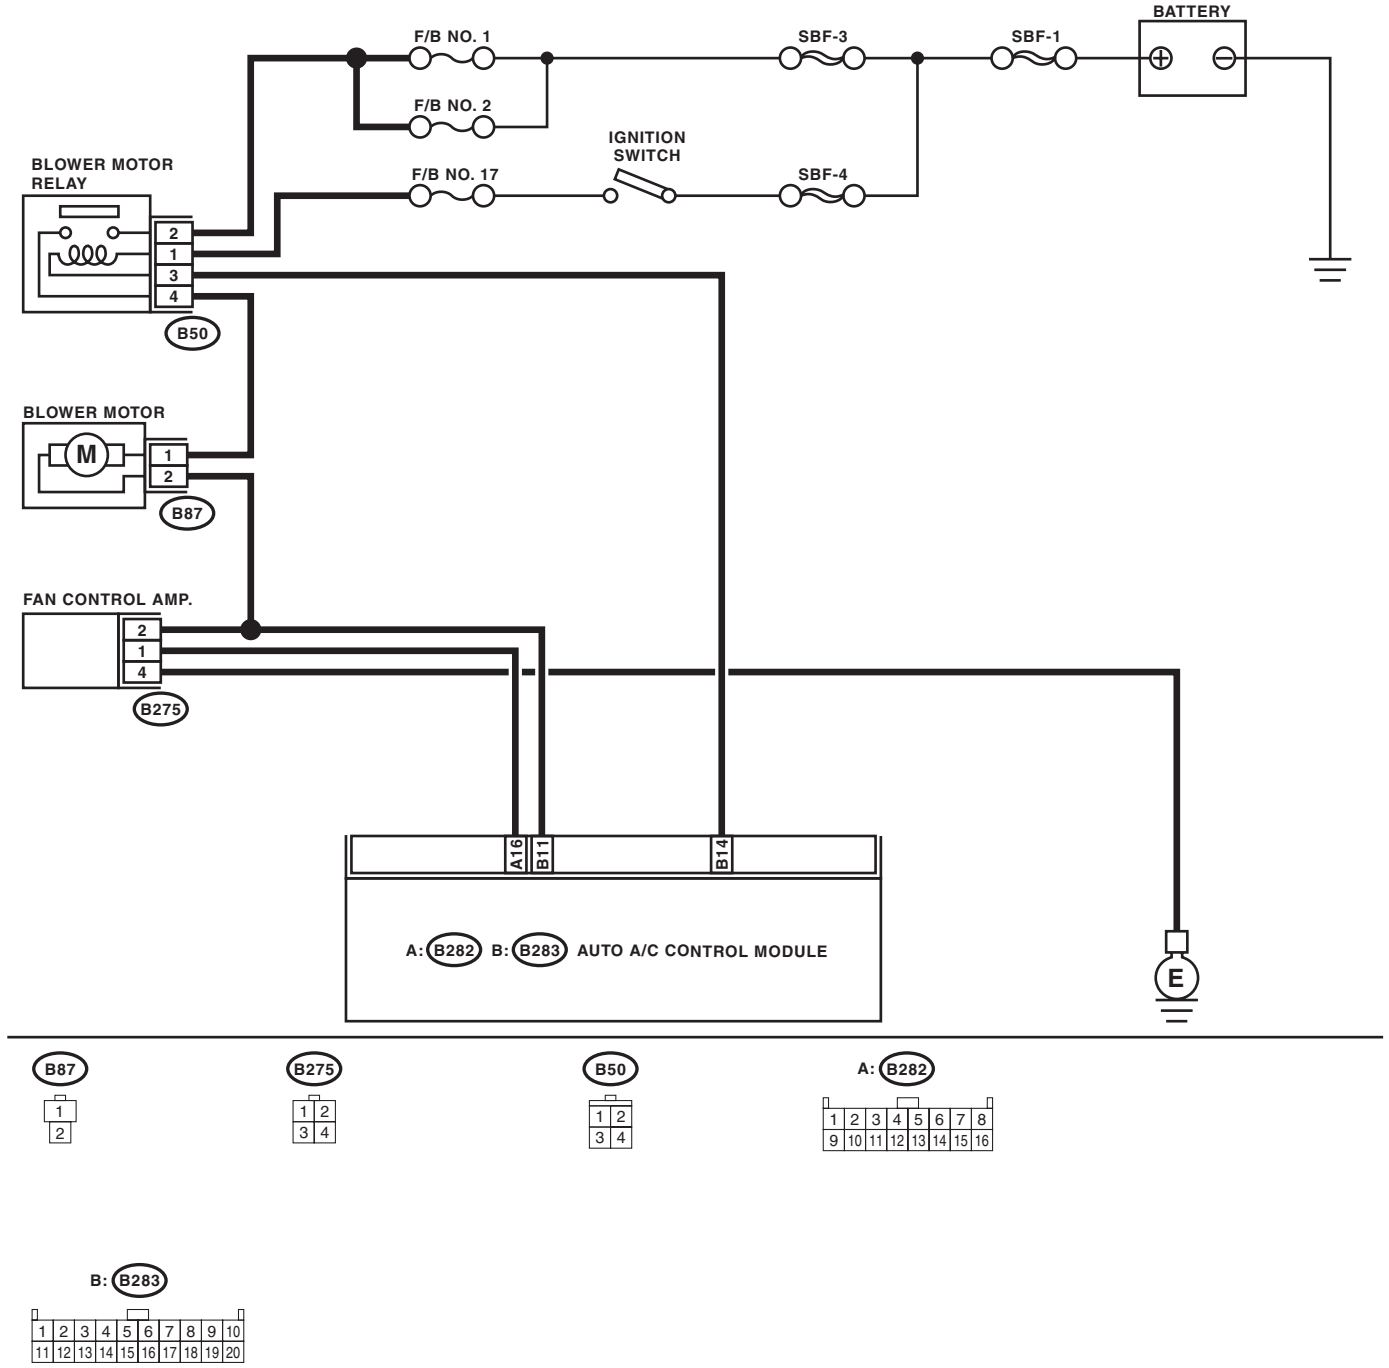 BATTERY
F/B NO. 1
SBF-3
SBF-1
F/B NO. 2
IGNITION
SWITCH
F/B NO. 17
SBF-4
BLOWER MOTOR
RELAY
2
1
3
4
B50
BLOWER MOTOR
M
1
2
B87
FAN CONTROL AMP.
2
1
4
B275
A16
B11
B14
A: B282 B: B283 AUTO A/C CONTROL MODULE
E
B87
1
2
B275
1 2
3 4
B50
1 2
3 4
A: B282
1 2 3 4 5 6 7 8
9 10 11 12 13 14 15 16
B: B283
1 2 3 4 5 6 7 8 9 10
11 12 13 14 15 16 17 18 19 20